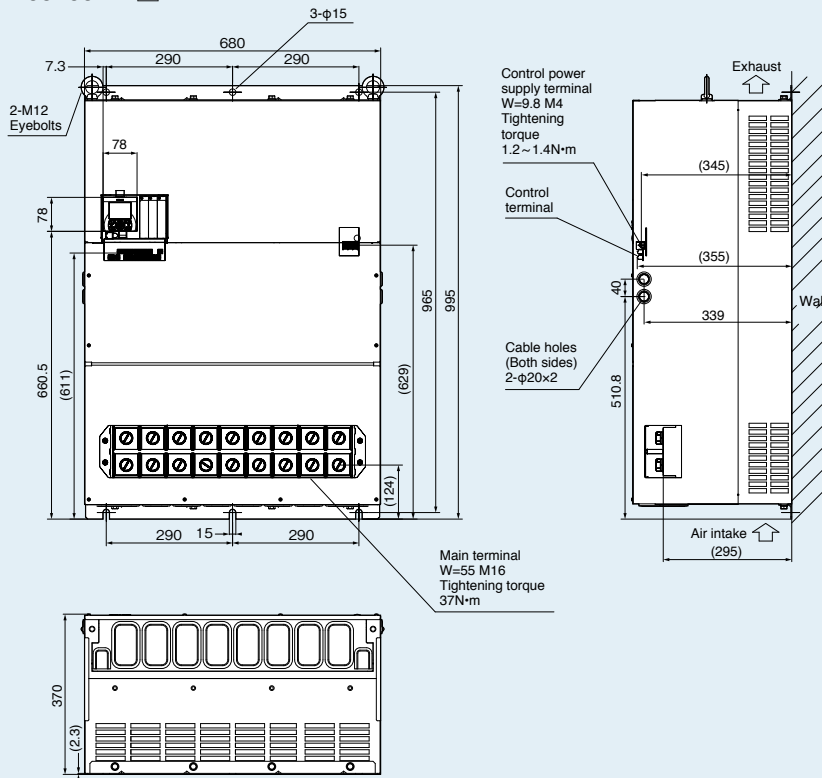 3-φ15
680
290
290
7.3
2-M12
Eyebolts
78
78
660.5
(611)
(629)
965
995
(124)
290
15
290
Main terminal
W=55 M16
Tightening torque
37N•m
Control power
supply terminal
W=9.8 M4
Tightening
torque
1.2~1.4N•m
Exhaust
(345)
Control
terminal
(355)
40
339
Wall
Cable holes
(Both sides)
2-φ20×2
510.8
Air intake
(295)
370
(2.3)